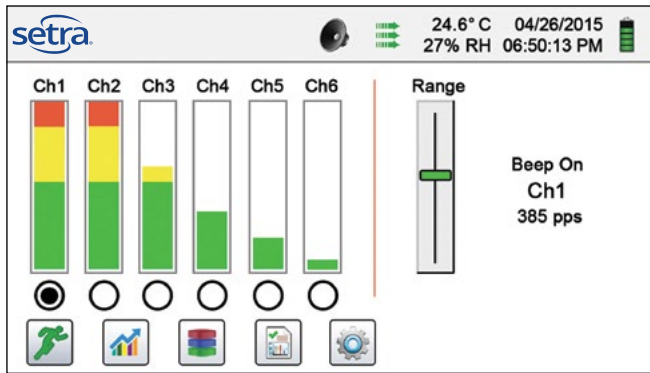 setra
24.6° C 04/26/2015
27% RH 06:50:13 PM
Ch1 Ch2 Ch3 Ch4 Ch5 Ch6 Range
Beep On
Ch1
385 pps